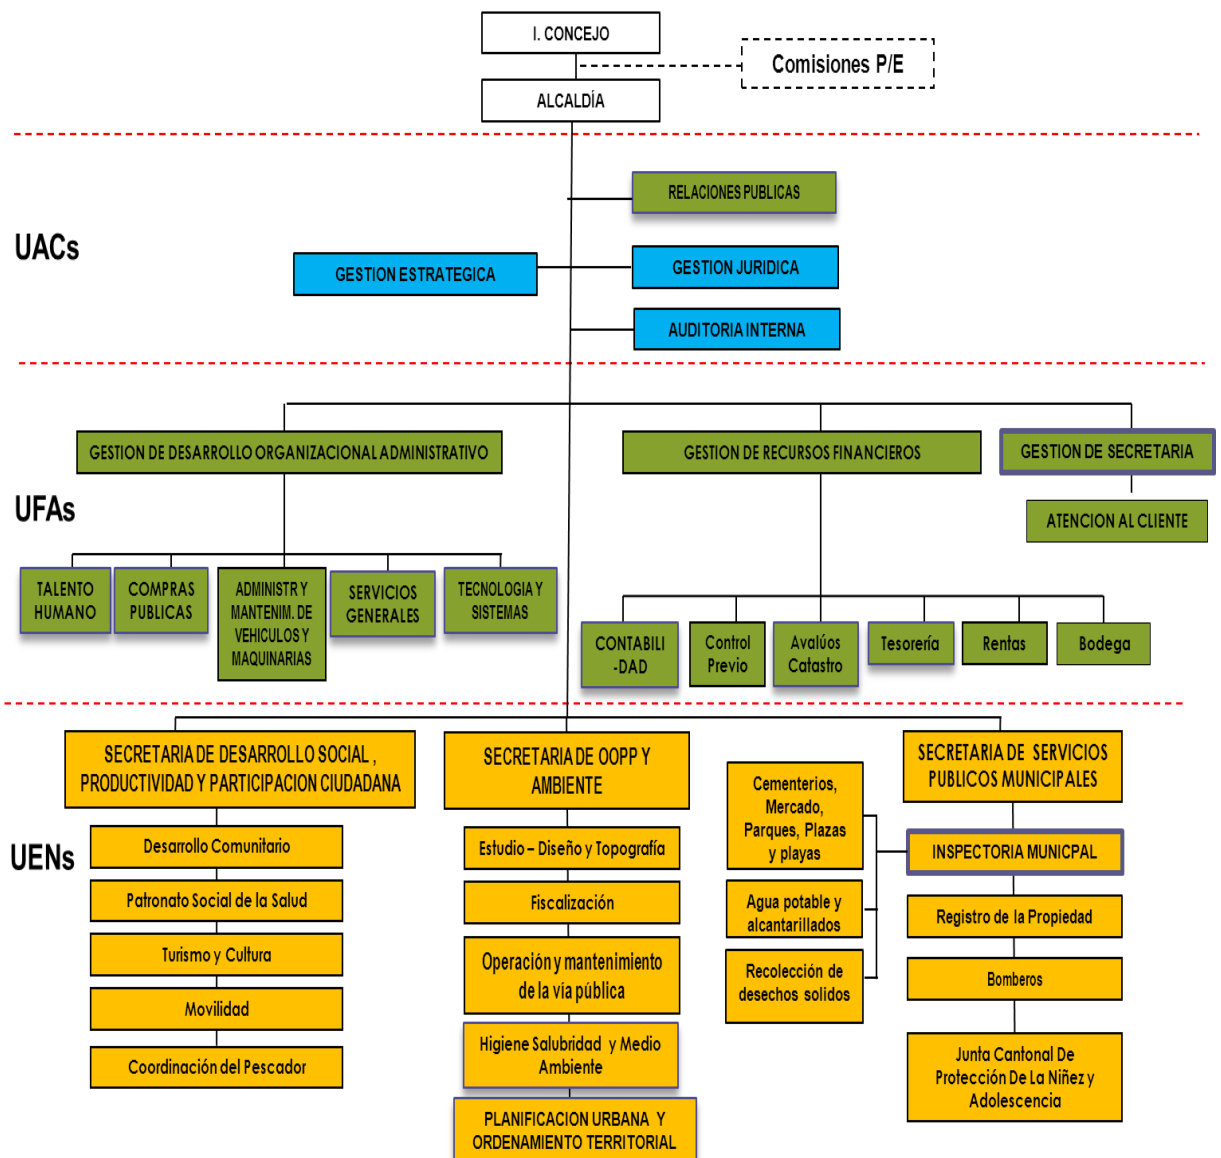 I. CONCEJO
Comisiones P/E
ALCALDÍA
UACs
RELACIONES PUBLICAS
GESTION ESTRATEGICA
GESTION JURIDICA
AUDITORIA INTERNA
UFAs
GESTION DE DESARROLLO ORGANIZACIONAL ADMINISTRATIVO
GESTION DE RECURSOS FINANCIEROS
GESTION DE SECRETARIA
ATENCION AL CLIENTE
TALENTO
HUMANO
COMPRAS
PUBLICAS
ADMINISTR Y
MANTENIM. DE
VEHICULOS Y
MAQUINARIAS
SERVICIOS
GENERALES
TECNOLOGIA Y
SISTEMAS
CONTABILI
-DAD
Control
Previo
Avalúos
Catastro
Tesorería
Rentas
Bodega
UENs
SECRETARIA DE DESARROLLO SOCIAL ,
PRODUCTIVIDAD Y PARTICIPACION CIUDADANA
Desarrollo Comunitario
Patronato Social de la Salud
Turismo y Cultura
Movilidad
Coordinación del Pescador
SECRETARIA DE OOPP Y
AMBIENTE
Estudio – Diseño y Topografía
Fiscalización
Operación y mantenimiento
de la vía pública
Higiene Salubridad y Medio
Ambiente
PLANIFICACION URBANA Y
ORDENAMIENTO TERRITORIAL
Cementerios,
Mercado,
Parques, Plazas
y playas
Agua potable y
alcantarillados
Recolección de
desechos solidos
SECRETARIA DE SERVICIOS
PUBLICOS MUNICIPALES
INSPECTORIA MUNICPAL
Registro de la Propiedad
Bomberos
Junta Cantonal De
Protección De La Niñez y
Adolescencia